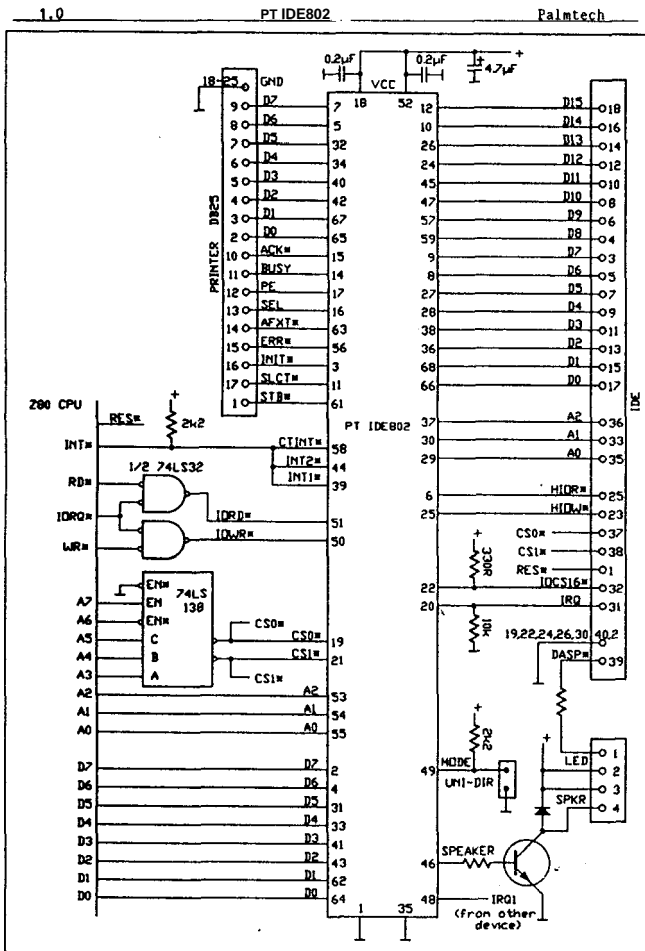 1.0 PT IDE802 Palmtech
0.2µF
VCC
0.2µF
+
+
4.7µF
18 52
PRINTER DB25
18-25 GND
9 D7 7
8 D6 5
7 D5 32
6 D4 34
5 D3 40
4 D2 42
3 D1 67
2 D0 65
10 ACK* 15
11 BUSY 14
12 PE 17
13 SEL 16
14 AFXT* 63
15 ERR* 56
16 INIT* 3
17 SLCT* 11
1 STB* 61
12 D15 18
10 D14 16
26 D13 14
24 D12 12
45 D11 10
47 D10 8
57 D9 6
59 D8 4
9 D7 3
8 D6 5
27 D5 7
28 D4 9
38 D3 11
36 D2 13
68 D1 15
66 D0 17
IDE
PT IDE802
37 A2 36
30 A1 33
29 A0 35
6 HIOR* 25
25 HIOW* 23
CS0* 37
CS1* 38
RES* 1
330R
22 IOCS16* 32
20 IRQ 31
10k
19,22,24,26,30 40,2
DASP* 39
Z80 CPU
RES*
+
2k2
INT*
CTINT* 58
INT2* 44
INT1* 39
1/2 74LS32
RD*
IORQ*
WR*
IORD* 51
IOWR* 50
EN*
74LS
138
A7 EN
A6 EN*
A5 C
A4 B
A3 A
CS0*
CS0* 19
CS1* 21
CS1*
A2 A2 53
A1 A1 54
A0 A0 55
D7 D7 2
D6 D6 4
D5 D5 31
D4 D4 33
D3 D3 41
D2 D2 43
D1 D1 62
D0 D0 64
+
2k2
49 MODE
UNI-DIR
+
LED
1
2
3
SPKR 4
46 SPEAKER
48 IRQ1
(from other
device)
1 35